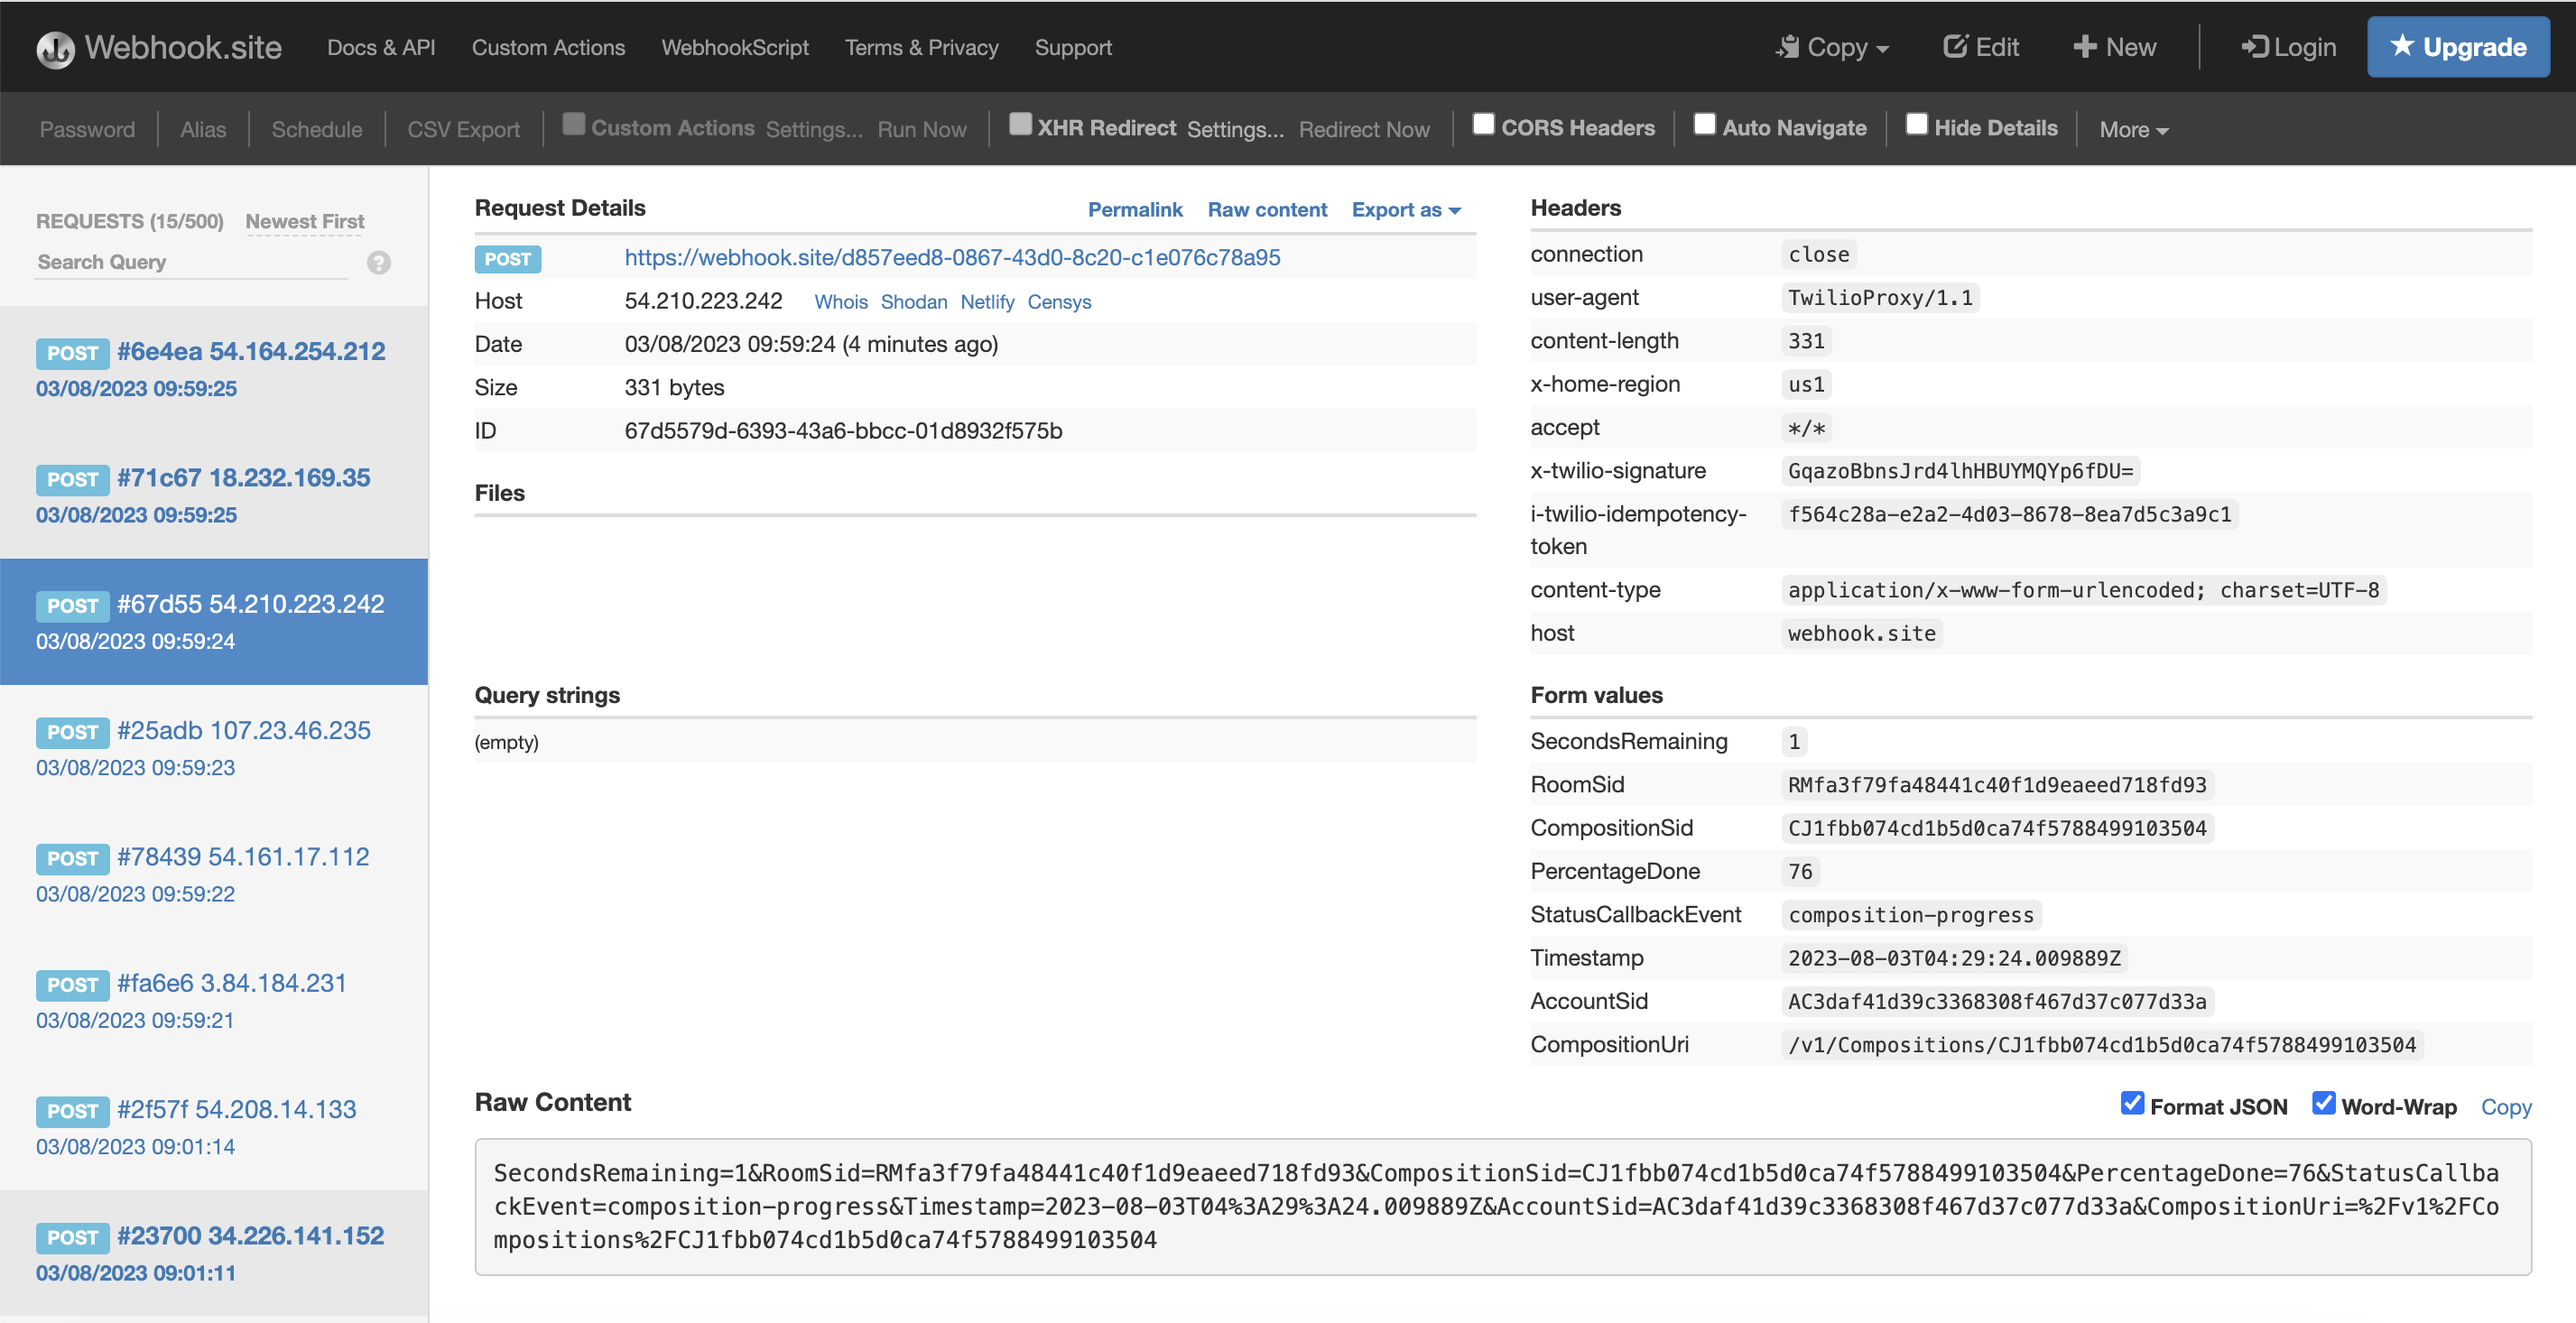 Webhook.site Docs & API Custom Actions WebhookScript Terms & Privacy Support Copy Edit New Login Upgrade
Password Alias Schedule CSV Export Custom Actions Settings... Run Now XHR Redirect Settings... Redirect Now CORS Headers Auto Navigate Hide Details More
REQUESTS (15/500) Newest First
Search Query ?
POST #6e4ea 54.164.254.212
03/08/2023 09:59:25
POST #71c67 18.232.169.35
03/08/2023 09:59:25
POST #67d55 54.210.223.242
03/08/2023 09:59:24
POST #25adb 107.23.46.235
03/08/2023 09:59:23
POST #78439 54.161.17.112
03/08/2023 09:59:22
POST #fa6e6 3.84.184.231
03/08/2023 09:59:21
POST #2f57f 54.208.14.133
03/08/2023 09:01:14
POST #23700 34.226.141.152
03/08/2023 09:01:11
Request Details Permalink Raw content Export as
POST https://webhook.site/d857eed8-0867-43d0-8c20-c1e076c78a95
Host 54.210.223.242 Whois Shodan Netlify Censys
Date 03/08/2023 09:59:24 (4 minutes ago)
Size 331 bytes
ID 67d5579d-6393-43a6-bbcc-01d8932f575b
Files
Query strings
(empty)
Headers
connection close
user-agent TwilioProxy/1.1
content-length 331
x-home-region us1
accept */*
x-twilio-signature GqazoBbnsJrd4lhHBUYMQYp6fDU=
i-twilio-idempotency- f564c28a-e2a2-4d03-8678-8ea7d5c3a9c1
token
content-type application/x-www-form-urlencoded; charset=UTF-8
host webhook.site
Form values
SecondsRemaining 1
RoomSid RMfa3f79fa48441c40f1d9eaeed718fd93
CompositionSid CJ1fbb074cd1b5d0ca74f5788499103504
PercentageDone 76
StatusCallbackEvent composition-progress
Timestamp 2023-08-03T04:29:24.009889Z
AccountSid AC3daf41d39c3368308f467d37c077d33a
CompositionUri /v1/Compositions/CJ1fbb074cd1b5d0ca74f5788499103504
Raw Content Format JSON Word-Wrap Copy
SecondsRemaining=1&RoomSid=RMfa3f79fa48441c40f1d9eaeed718fd93&CompositionSid=CJ1fbb074cd1b5d0ca74f5788499103504&PercentageDone=76&StatusCallba
ckEvent=composition-progress&Timestamp=2023-08-03T04%3A29%3A24.009889Z&AccountSid=AC3daf41d39c3368308f467d37c077d33a&CompositionUri=%2Fv1%2FCo
mpositions%2FCJ1fbb074cd1b5d0ca74f5788499103504